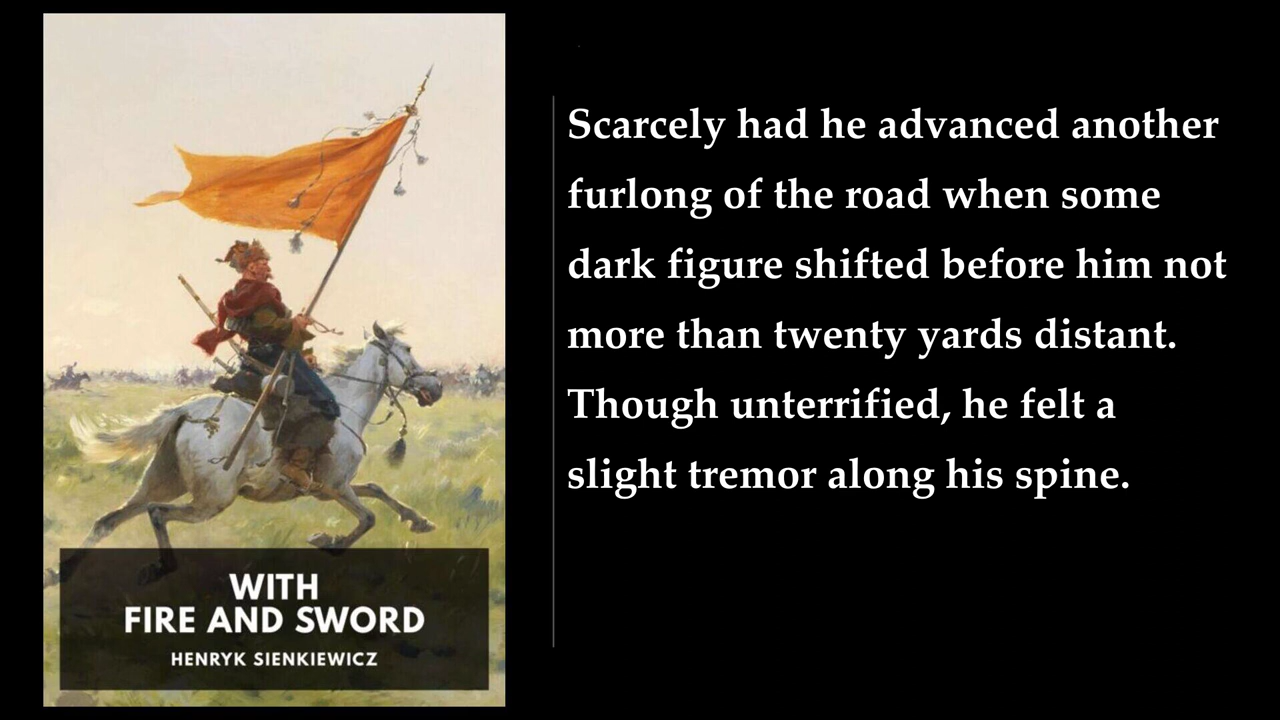 Scarcely had he advanced another
furlong of the road when some
dark figure shifted before him not
more than twenty yards distant.
Though unterrified, he felt a
slight tremor along his spine.
WITH
FIRE AND SWORD
HENRYK SIENKIEWICZ